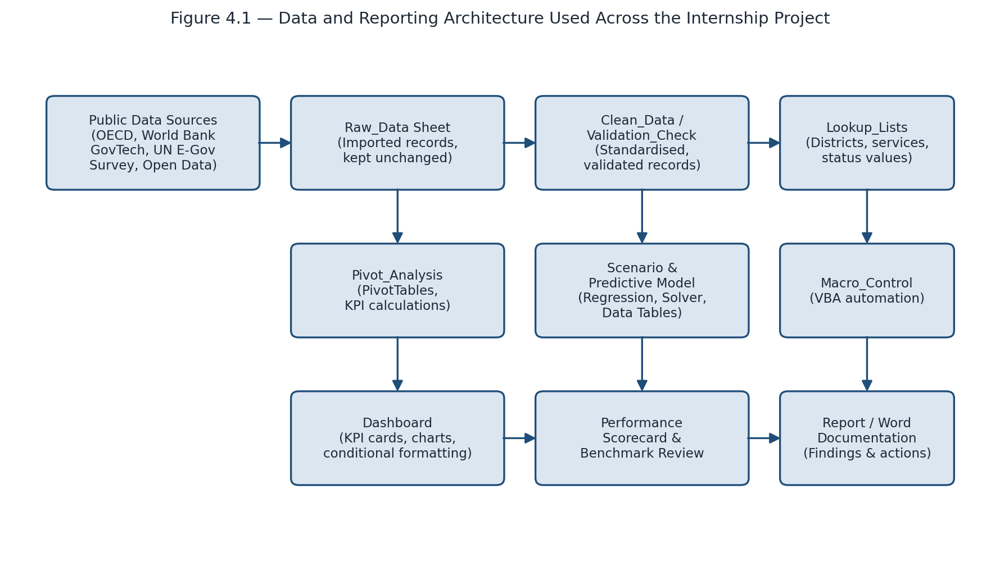 Figure 4.1 — Data and Reporting Architecture Used Across the Internship Project
Public Data Sources
(OECD, World Bank
GovTech, UN E-Gov
Survey, Open Data)
Raw_Data Sheet
(Imported records,
kept unchanged)
Clean_Data /
Validation_Check
(Standardised,
validated records)
Lookup_Lists
(Districts, services,
status values)
Pivot_Analysis
(PivotTables,
KPI calculations)
Scenario &
Predictive Model
(Regression, Solver,
Data Tables)
Macro_Control
(VBA automation)
Dashboard
(KPI cards, charts,
conditional formatting)
Performance
Scorecard &
Benchmark Review
Report / Word
Documentation
(Findings & actions)